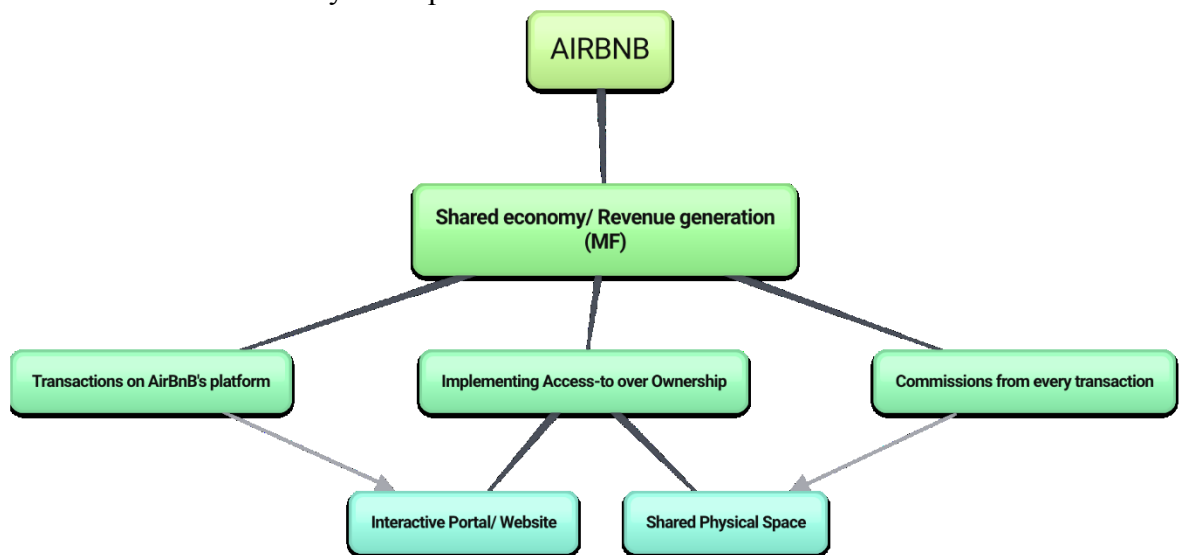 AIRBNB
Shared economy/ Revenue generation
(MF)
Transactions on AirBnB's platform
Implementing Access-to over Ownership
Commissions from every transaction
Interactive Portal/ Website
Shared Physical Space